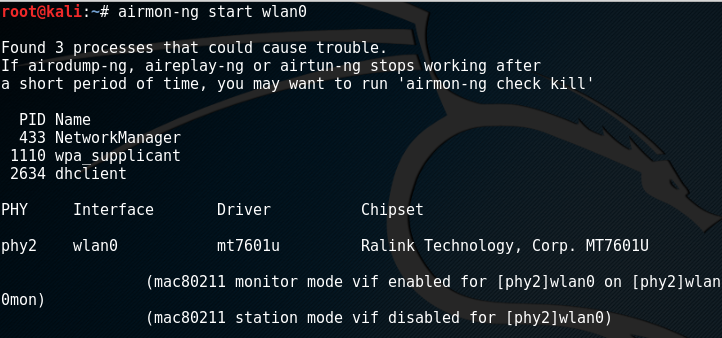 root@kali:~# airmon-ng start wlan0
Found 3 processes that could cause trouble.
If airodump-ng, aireplay-ng or airtun-ng stops working after
a short period of time, you may want to run 'airmon-ng check kill'
PID Name
433 NetworkManager
1110 wpa_supplicant
2634 dhclient
PHY Interface Driver Chipset
phy2 wlan0 mt7601u Ralink Technology, Corp. MT7601U
(mac80211 monitor mode vif enabled for [phy2]wlan0 on [phy2]wlan
0mon)
(mac80211 station mode vif disabled for [phy2]wlan0)